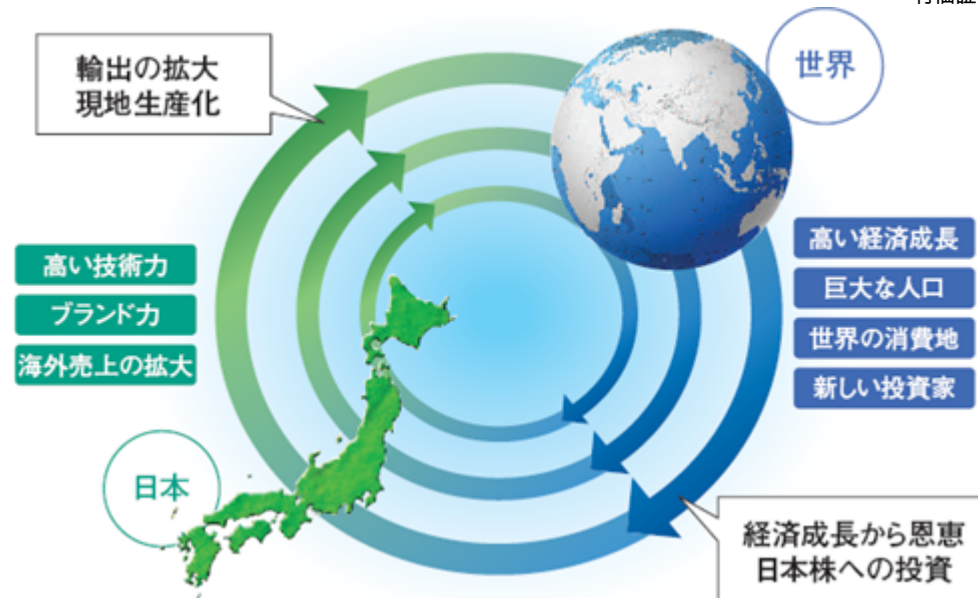 輸出の拡大
現地生産化
世界
高い技術力
ブランド力
海外売上の拡大
高い経済成長
巨大な人口
世界の消費地
新しい投資家
日本
経済成長から恩恵
日本株への投資